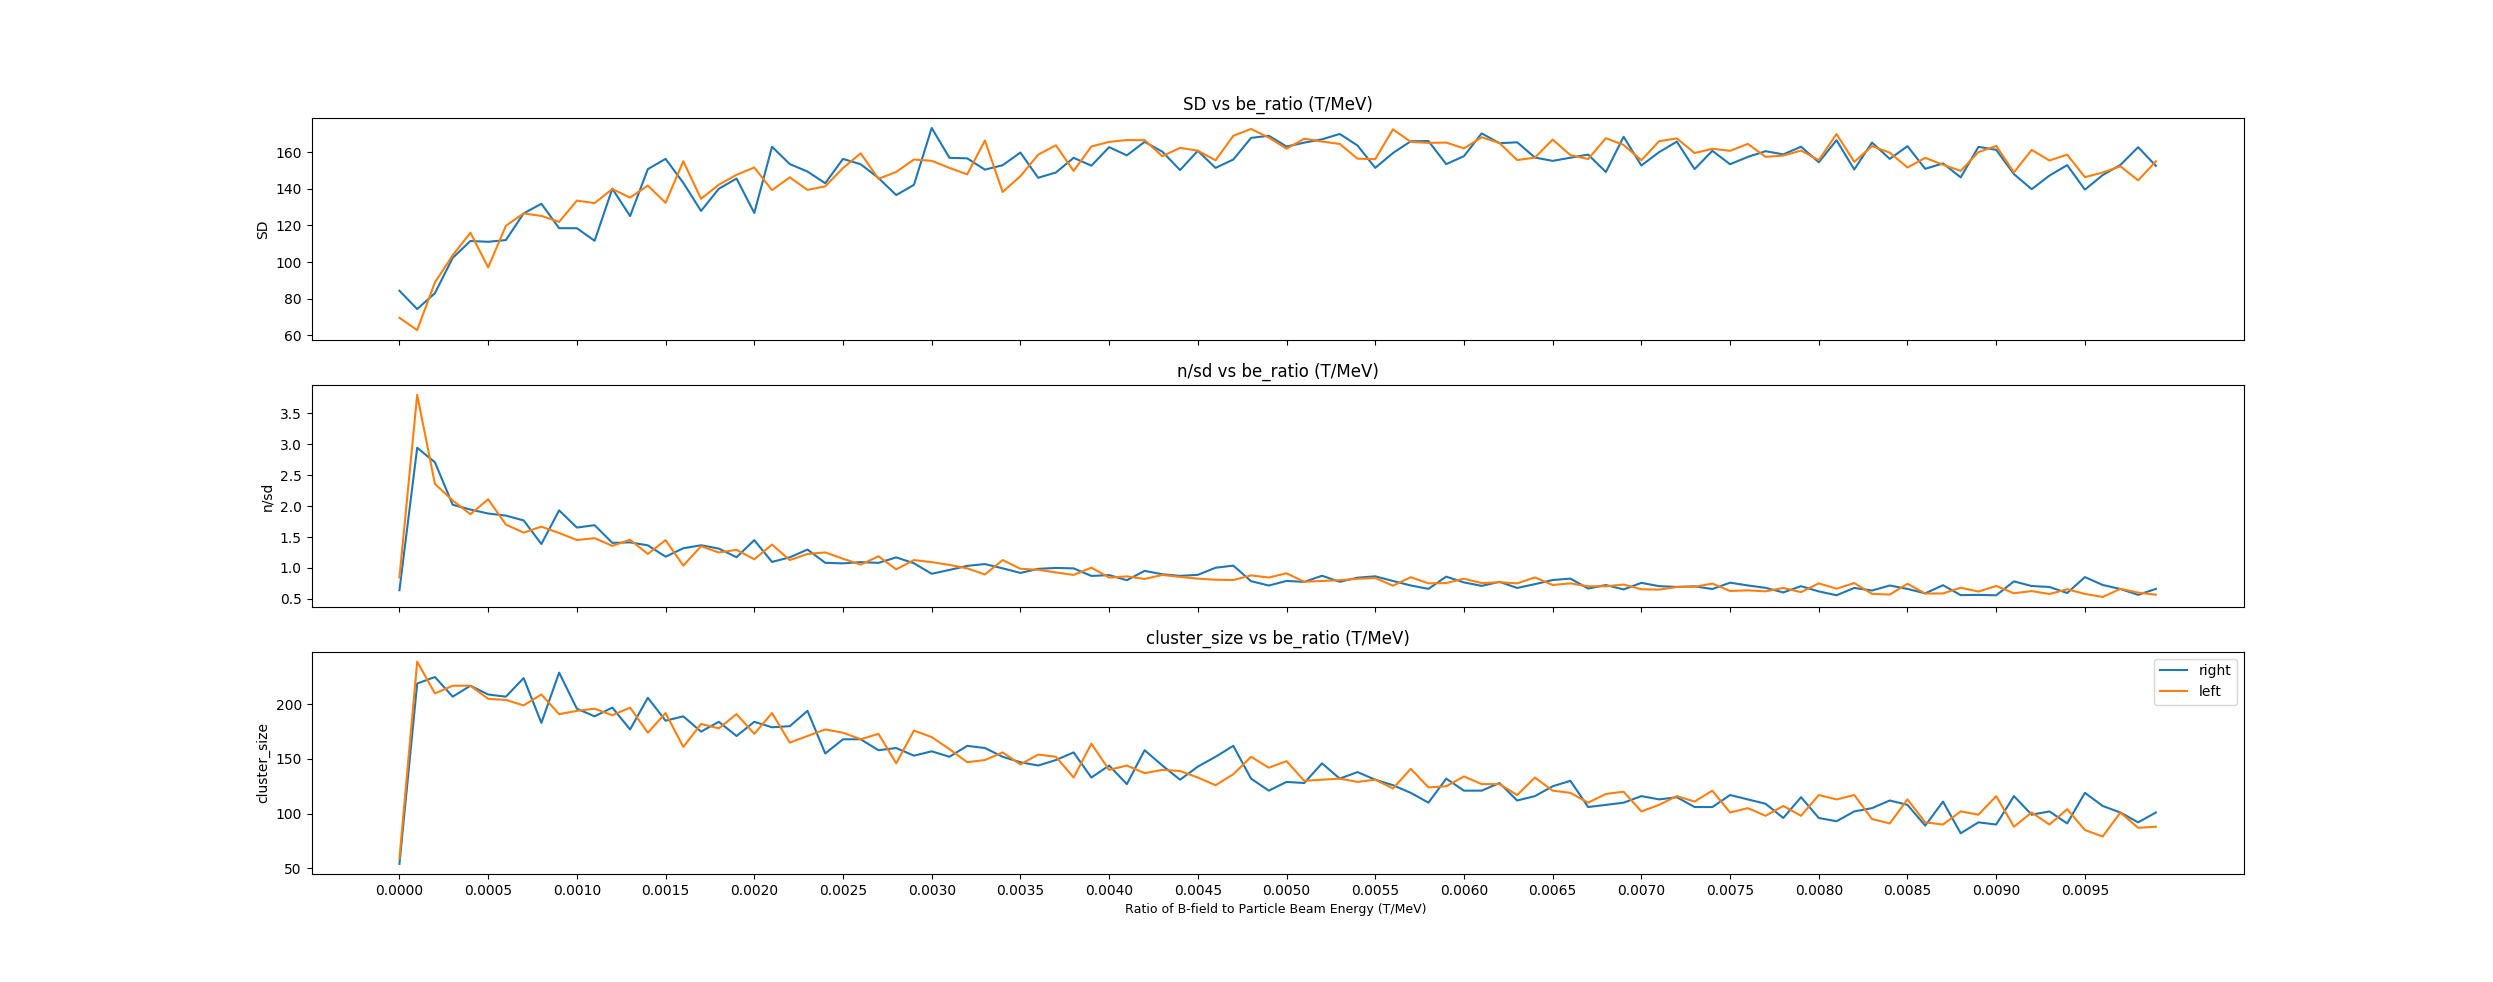 SD vs be_ratio (T/MeV)
160
140
120
100
80
60
SD
n/sd vs be_ratio (T/MeV)
3.5
3.0
2.5
2.0
1.5
1.0
0.5
n/sd
cluster_size vs be_ratio (T/MeV)
right
left
200
150
100
50
cluster_size
0.0000 0.0005 0.0010 0.0015 0.0020 0.0025 0.0030 0.0035 0.0040 0.0045 0.0050 0.0055 0.0060 0.0065 0.0070 0.0075 0.0080 0.0085 0.0090 0.0095
Ratio of B-field to Particle Beam Energy (T/MeV)